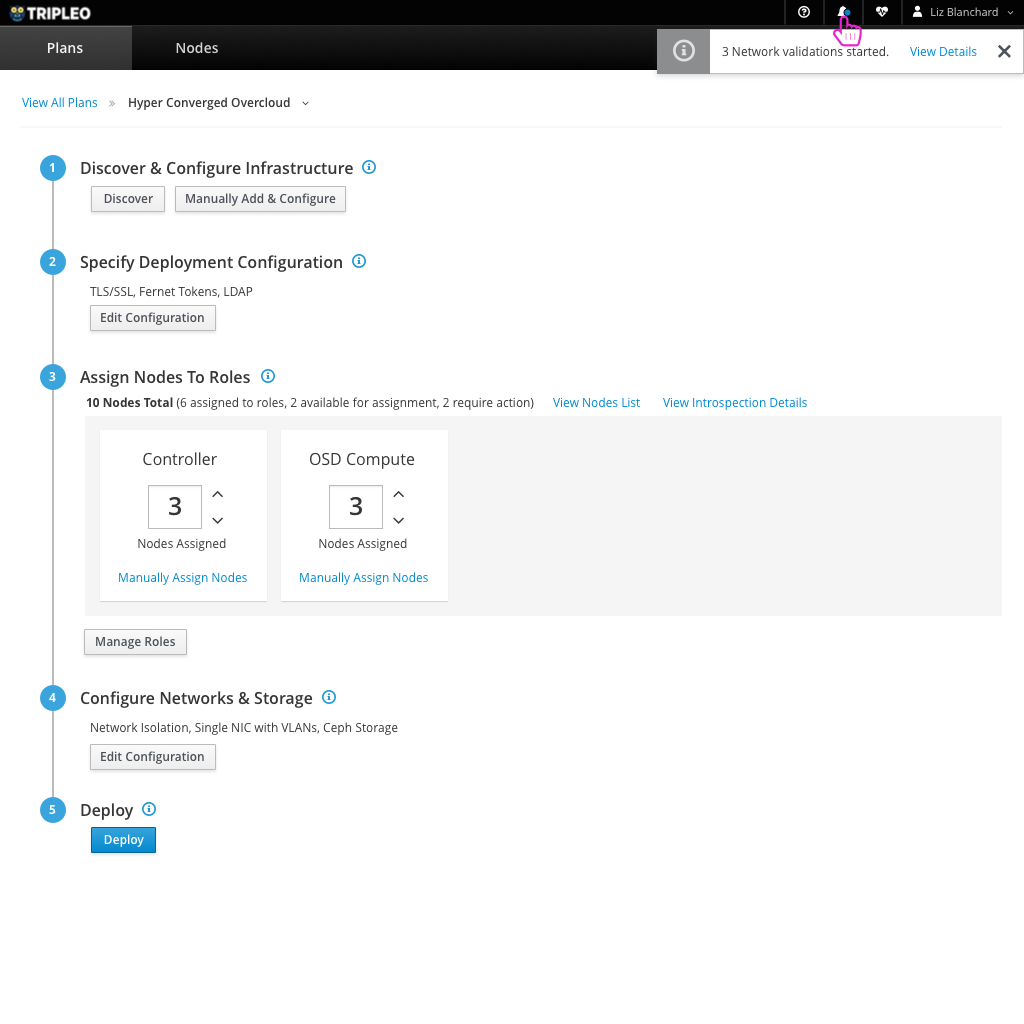 TRIPLEO
Liz Blanchard
Plans
Nodes
3 Network validations started.
View Details
View All Plans » Hyper Converged Overcloud
1 Discover & Configure Infrastructure
Discover
Manually Add & Configure
2 Specify Deployment Configuration
TLS/SSL, Fernet Tokens, LDAP
Edit Configuration
3 Assign Nodes To Roles
10 Nodes Total (6 assigned to roles, 2 available for assignment, 2 require action) View Nodes List View Introspection Details
Controller
3
Nodes Assigned
Manually Assign Nodes
OSD Compute
3
Nodes Assigned
Manually Assign Nodes
Manage Roles
4 Configure Networks & Storage
Network Isolation, Single NIC with VLANs, Ceph Storage
Edit Configuration
5 Deploy
Deploy